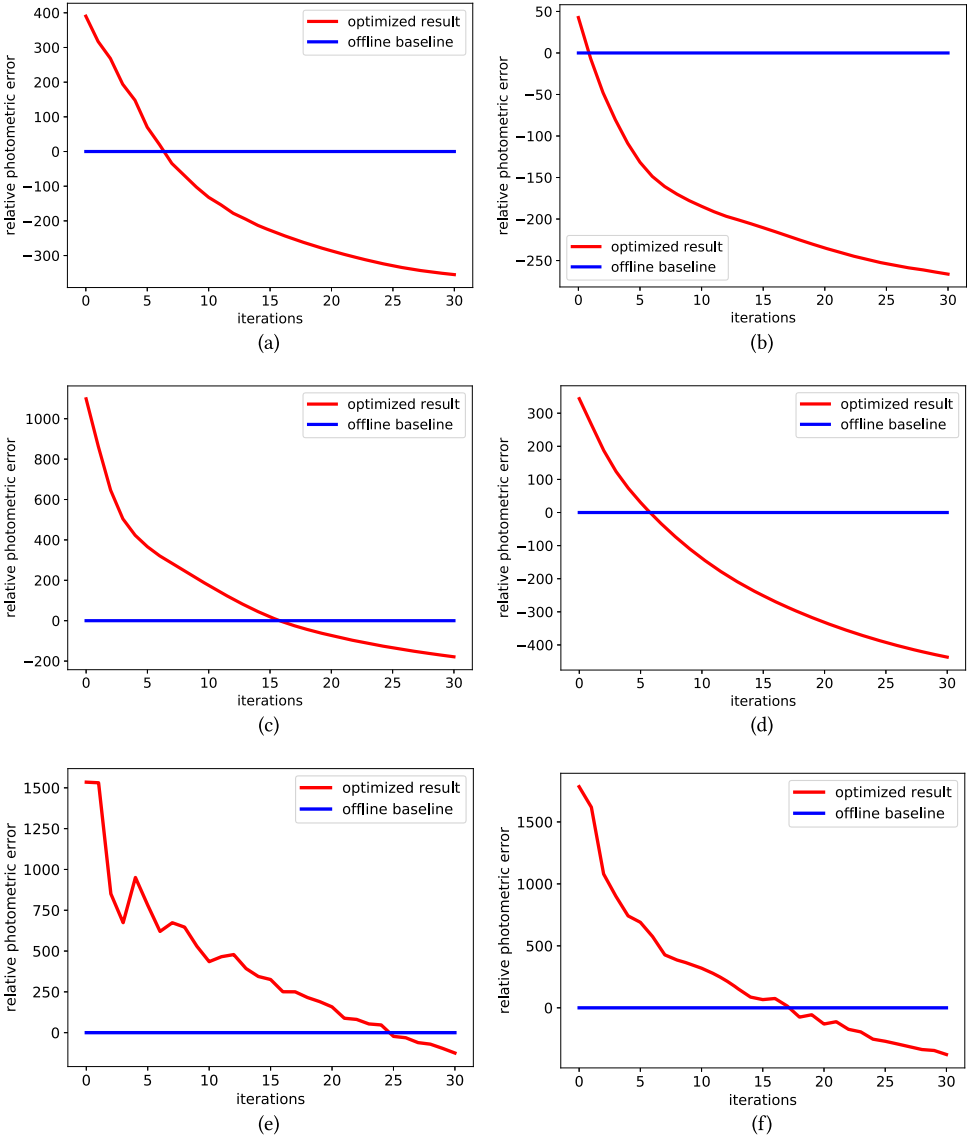 400
300
200
100
0
−100
−200
−300
relative photometric error
optimized result
offline baseline
0 5 10 15 20 25 30
iterations
(a)
50
0
−50
−100
−150
−200
−250
relative photometric error
optimized result
offline baseline
0 5 10 15 20 25 30
iterations
(b)
1000
800
600
400
200
0
−200
relative photometric error
optimized result
offline baseline
0 5 10 15 20 25 30
iterations
(c)
300
200
100
0
−100
−200
−300
−400
relative photometric error
optimized result
offline baseline
0 5 10 15 20 25 30
iterations
(d)
1500
1250
1000
750
500
250
0
relative photometric error
optimized result
offline baseline
0 5 10 15 20 25 30
iterations
(e)
1500
1000
500
0
relative photometric error
optimized result
offline baseline
0 5 10 15 20 25 30
iterations
(f)